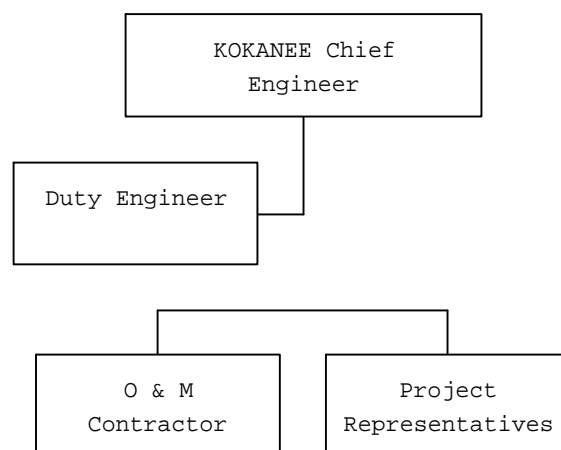 KOKANEE Chief
Engineer
Duty Engineer
O & M
Contractor
Project
Representatives